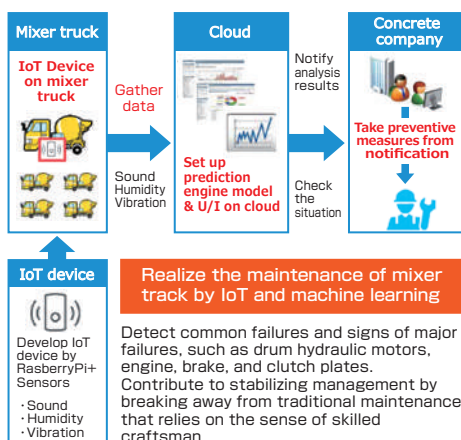 Mixer truck
IoT Device
on mixer
truck
Gather
data
Sound
Humidity
Vibration
Cloud
Set up
prediction
engine model
& U/I on cloud
Notify
analysis
results
Check
the
situation
Concrete
company
Take preventive
measures from
notification
IoT device
Develop IoT
device by
RasberryPi+
Sensors
・Sound
・Humidity
・Vibration
Realize the maintenance of mixer
track by IoT and machine learning
Detect common failures and signs of major
failures, such as drum hydraulic motors,
engine, brake, and clutch plates.
Contribute to stabilizing management by
breaking away from traditional maintenance
that relies on the sense of skilled
craftsman